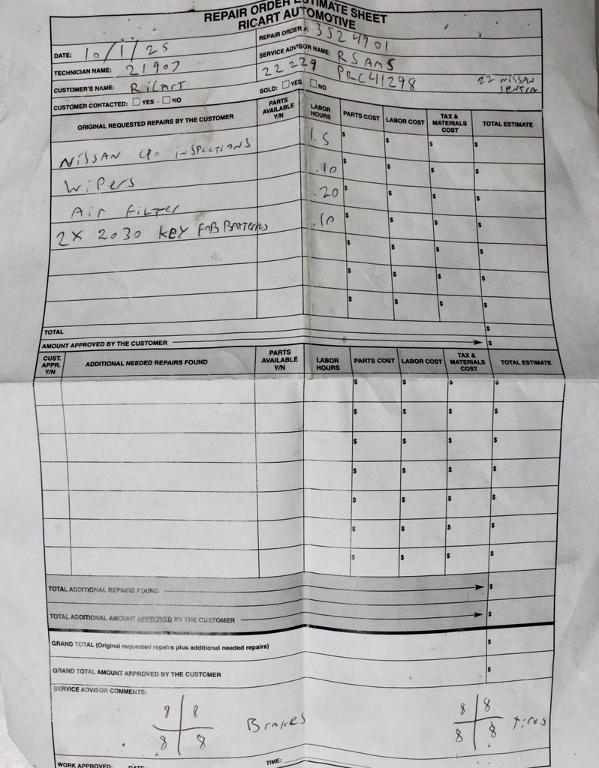 REPAIR ORDER ESTIMATE SHEET
RICART AUTOMOTIVE
DATE: 10/1/25 REPAIR ORDER #: 3524901
TECHNICIAN NAME: 21907 SERVICE ADVISOR NAME: RSAMS
22229 PRC41298 22 NISSAN SENTRA
CUSTOMER'S NAME: RiCART SOLD: YES NO
CUSTOMER CONTACTED: YES NO
ORIGINAL REQUESTED REPAIRS BY THE CUSTOMER PARTS AVAILABLE Y/N LABOR HOURS PARTS COST LABOR COST TAX & MATERIALS COST TOTAL ESTIMATE
NiSSAN CPO iNSPECTIONS 1.5 $ $ $ $
WiPERS .10 $ $ $ $
AiR FiLTER .20 $ $ $ $
2X 2030 KEY FOB BATTERiES .10 $ $ $ $
$ $ $ $
$ $ $ $
$ $ $ $
TOTAL $
AMOUNT APPROVED BY THE CUSTOMER $
CUST. APPR. Y/N ADDITIONAL NEEDED REPAIRS FOUND PARTS AVAILABLE Y/N LABOR HOURS PARTS COST LABOR COST TAX & MATERIALS COST TOTAL ESTIMATE
$ $ $ $
$ $ $ $
$ $ $ $
$ $ $ $
$ $ $ $
$ $ $ $
$ $ $ $
TOTAL ADDITIONAL REPAIRS FOUND $
TOTAL ADDITIONAL AMOUNT APPROVED BY THE CUSTOMER $
GRAND TOTAL (Original requested repairs plus additional needed repairs) $
GRAND TOTAL AMOUNT APPROVED BY THE CUSTOMER $
SERVICE ADVISOR COMMENTS:
8 8 Brakes 8 8 tires
8 8 8 8
WORK APPROVED: DATE: TIME: